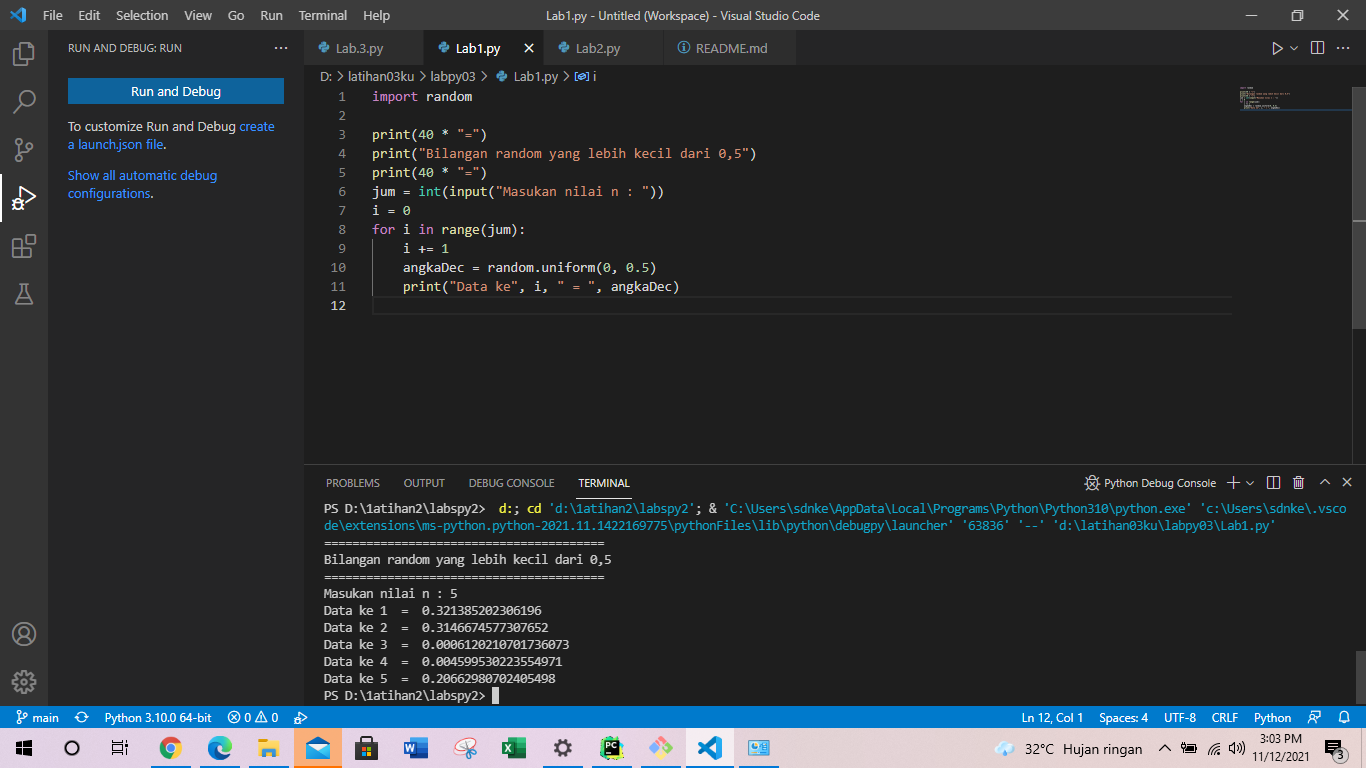 File Edit Selection View Go Run Terminal Help
Lab1.py - Untitled (Workspace) - Visual Studio Code
RUN AND DEBUG: RUN
Run and Debug
To customize Run and Debug create
a launch.json file.
Show all automatic debug
configurations.
Lab.3.py Lab1.py Lab2.py README.md
D: > latihan03ku > labpy03 > Lab1.py > i
1 import random
2
3 print(40 * "=")
4 print("Bilangan random yang lebih kecil dari 0,5")
5 print(40 * "=")
6 jum = int(input("Masukan nilai n : "))
7 i = 0
8 for i in range(jum):
9     i += 1
10     angkaDec = random.uniform(0, 0.5)
11     print("Data ke", i, " = ", angkaDec)
12
PROBLEMS OUTPUT DEBUG CONSOLE TERMINAL
Python Debug Console
PS D:\1atihan2\labspy2>  d:; cd 'd:\1atihan2\labspy2'; & 'C:\Users\sdnke\AppData\Local\Programs\Python\Python310\python.exe' 'c:\Users\sdnke\.vsco
de\extensions\ms-python.python-2021.11.1422169775\pythonFiles\lib\python\debugpy\launcher' '63836' '--' 'd:\latihan03ku\labpy03\Lab1.py'
========================================
Bilangan random yang lebih kecil dari 0,5
========================================
Masukan nilai n : 5
Data ke 1  =  0.321385202306196
Data ke 2  =  0.3146674577307652
Data ke 3  =  0.0006120210701736073
Data ke 4  =  0.004599530223554971
Data ke 5  =  0.20662980702405498
PS D:\1atihan2\labspy2>
main Python 3.10.0 64-bit 0 0
Ln 12, Col 1 Spaces: 4 UTF-8 CRLF Python
32°C Hujan ringan
3:03 PM
11/12/2021
3